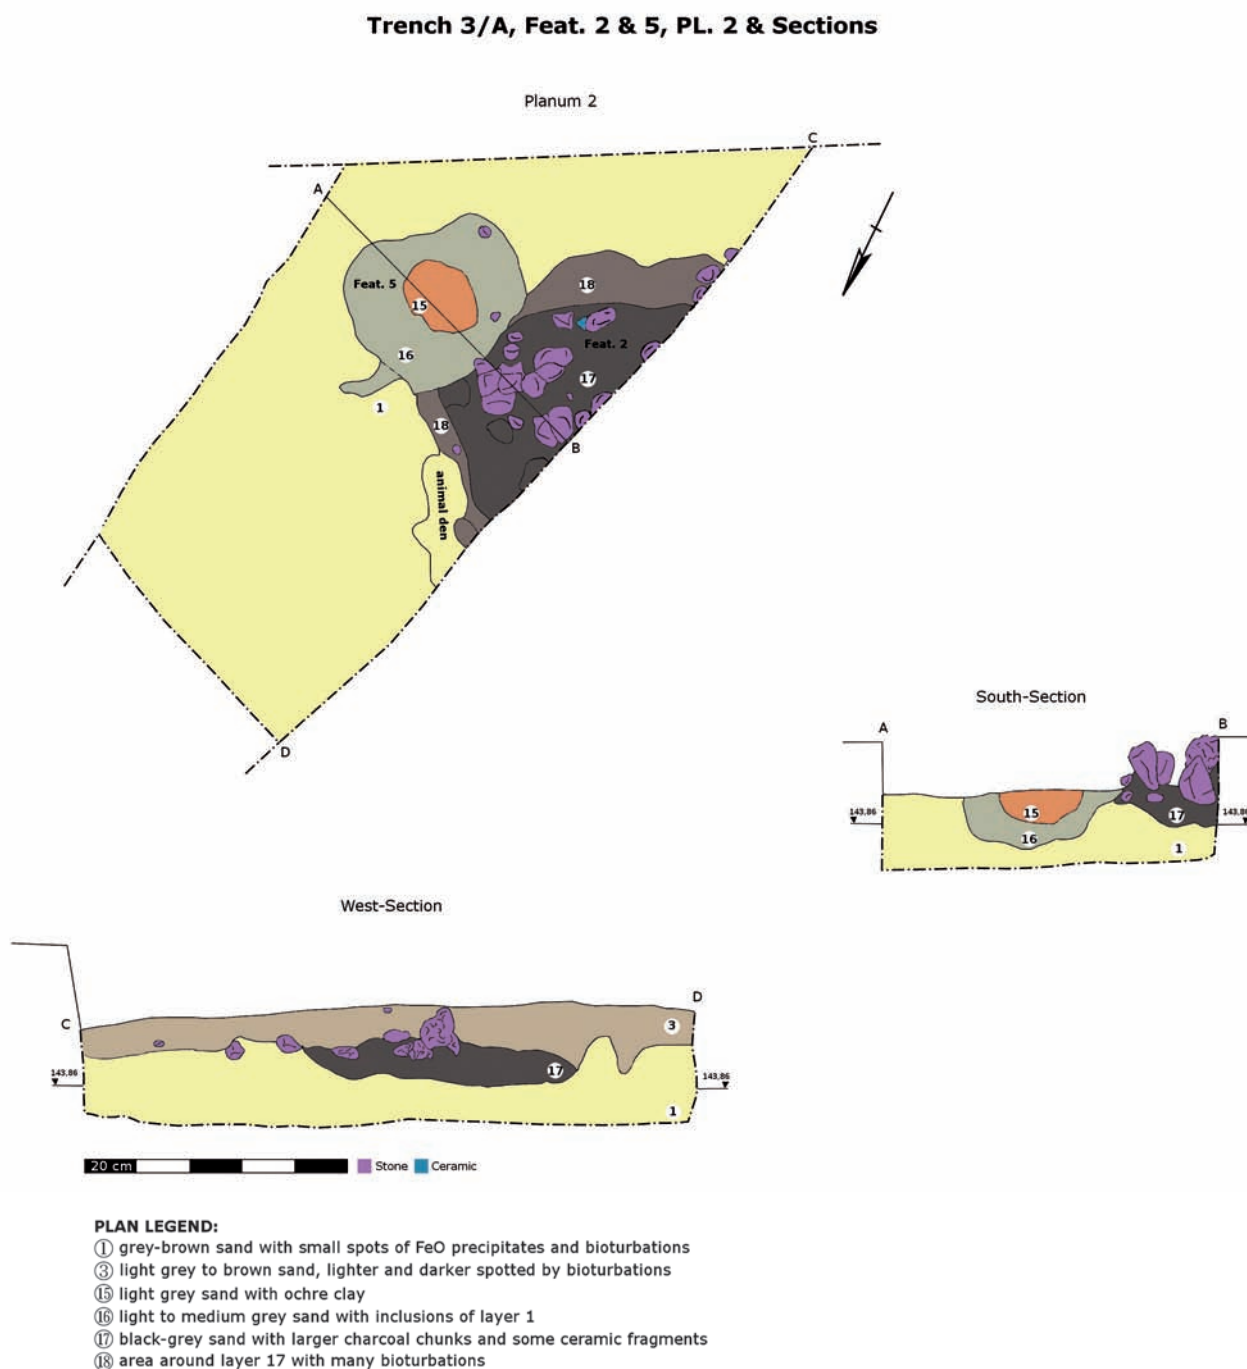 Trench 3/A, Feat. 2 & 5, PL. 2 & Sections
Planum 2
C
A
18
Feat. 5
15
Feat. 2
16
17
1
18
B
animal den
D
South-Section
A
B
143,86
15
17
143,86
16
1
West-Section
D
C
3
17
143,86
143,86
1
20 cm
Stone
Ceramic
PLAN LEGEND:
① grey-brown sand with small spots of FeO precipitates and bioturbations
③ light grey to brown sand, lighter and darker spotted by bioturbations
⑮ light grey sand with ochre clay
⑯ light to medium grey sand with inclusions of layer 1
⑰ black-grey sand with larger charcoal chunks and some ceramic fragments
⑱ area around layer 17 with many bioturbations